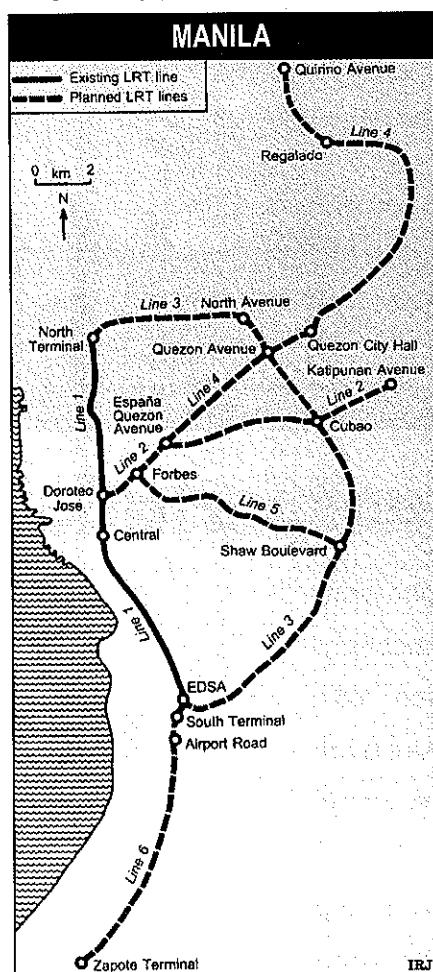 MANILA
Existing LRT line
Planned LRT lines
Quirino Avenue
Line 4
Regalado
0 km 2
N
Line 3
North Avenue
North
Terminal
Quezon Avenue
Quezon City Hall
Katipunan Avenue
Line 4
España
Quezon
Avenue
Line 1
Line 2
Line 2
Cubao
Forbes
Doroteo
Jose
Line 5
Central
Shaw Boulevard
Line 1
Line 3
EDSA
South Terminal
Airport Road
Line 6
Zapote Terminal
IRJ